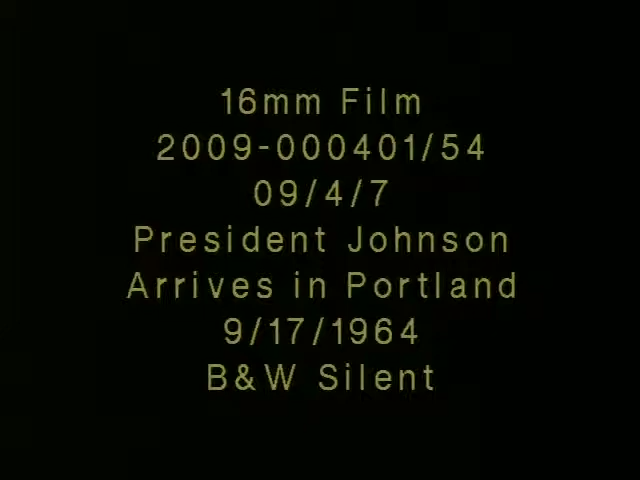 16mm Film
2009-000401/54
09/4/7
President Johnson
Arrives in Portland
9/17/1964
B&W Silent